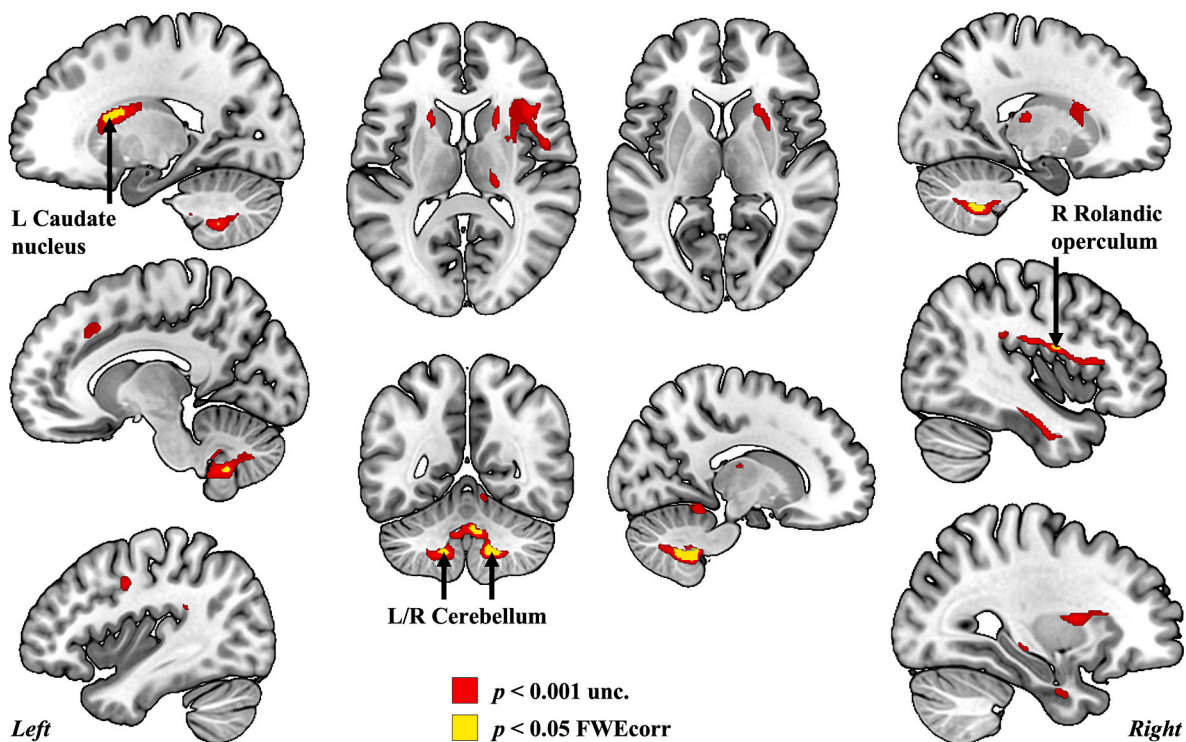 L Caudate
nucleus
R Rolandic
operculum
L/R Cerebellum
p < 0.001 unc.
p < 0.05 FWEcorr
Left
Right